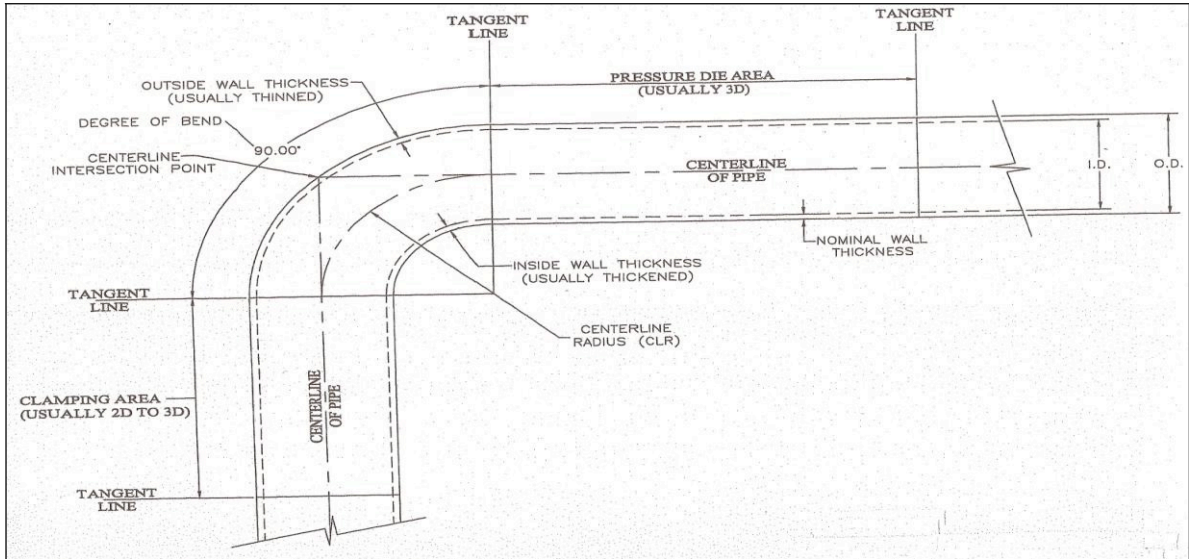 TANGENT
LINE
TANGENT
LINE
OUTSIDE WALL THICKNESS
(USUALLY THINNED)
PRESSURE DIE AREA
(USUALLY 3D)
DEGREE OF BEND
90.00°
CENTERLINE
INTERSECTION POINT
CENTERLINE
OF PIPE
I.D.
O.D.
NOMINAL WALL
THICKNESS
INSIDE WALL THICKNESS
(USUALLY THICKENED)
TANGENT
LINE
CENTERLINE
RADIUS (CLR)
CLAMPING AREA
(USUALLY 2D TO 3D)
CENTERLINE
OF PIPE
TANGENT
LINE